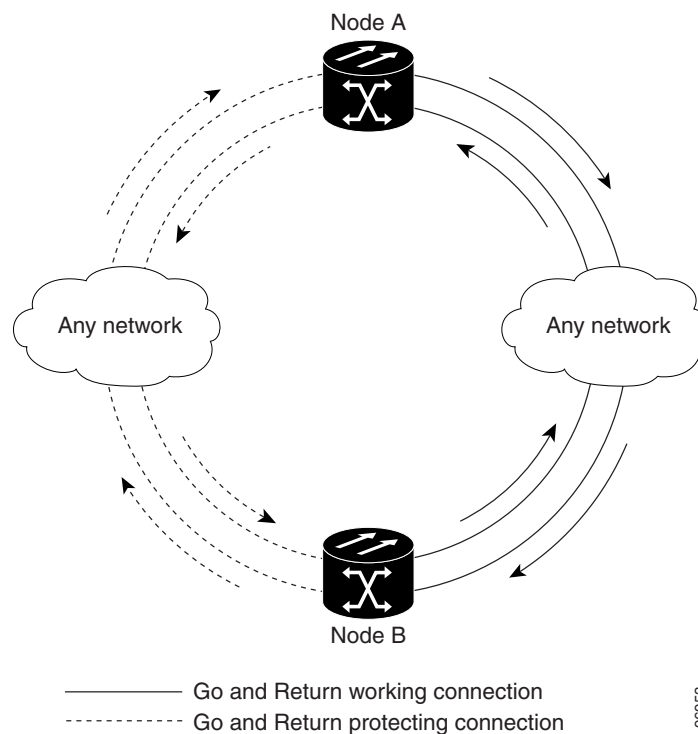 Node A
Any network
Any network
Node B
Go and Return working connection
Go and Return protecting connection